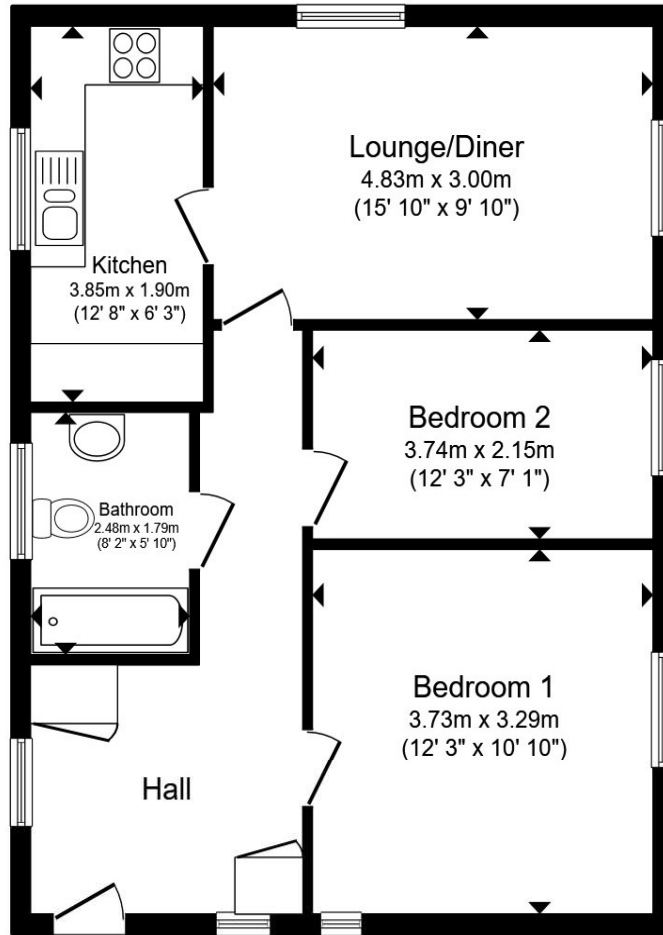 Lounge/Diner
4.83m x 3.00m
(15' 10" x 9' 10")
Kitchen
3.85m x 1.90m
(12' 8" x 6' 3")
Bedroom 2
3.74m x 2.15m
(12' 3" x 7' 1")
Bathroom
2.48m x 1.79m
(8' 2" x 5' 10")
Bedroom 1
3.73m x 3.29m
(12' 3" x 10' 10")
Hall